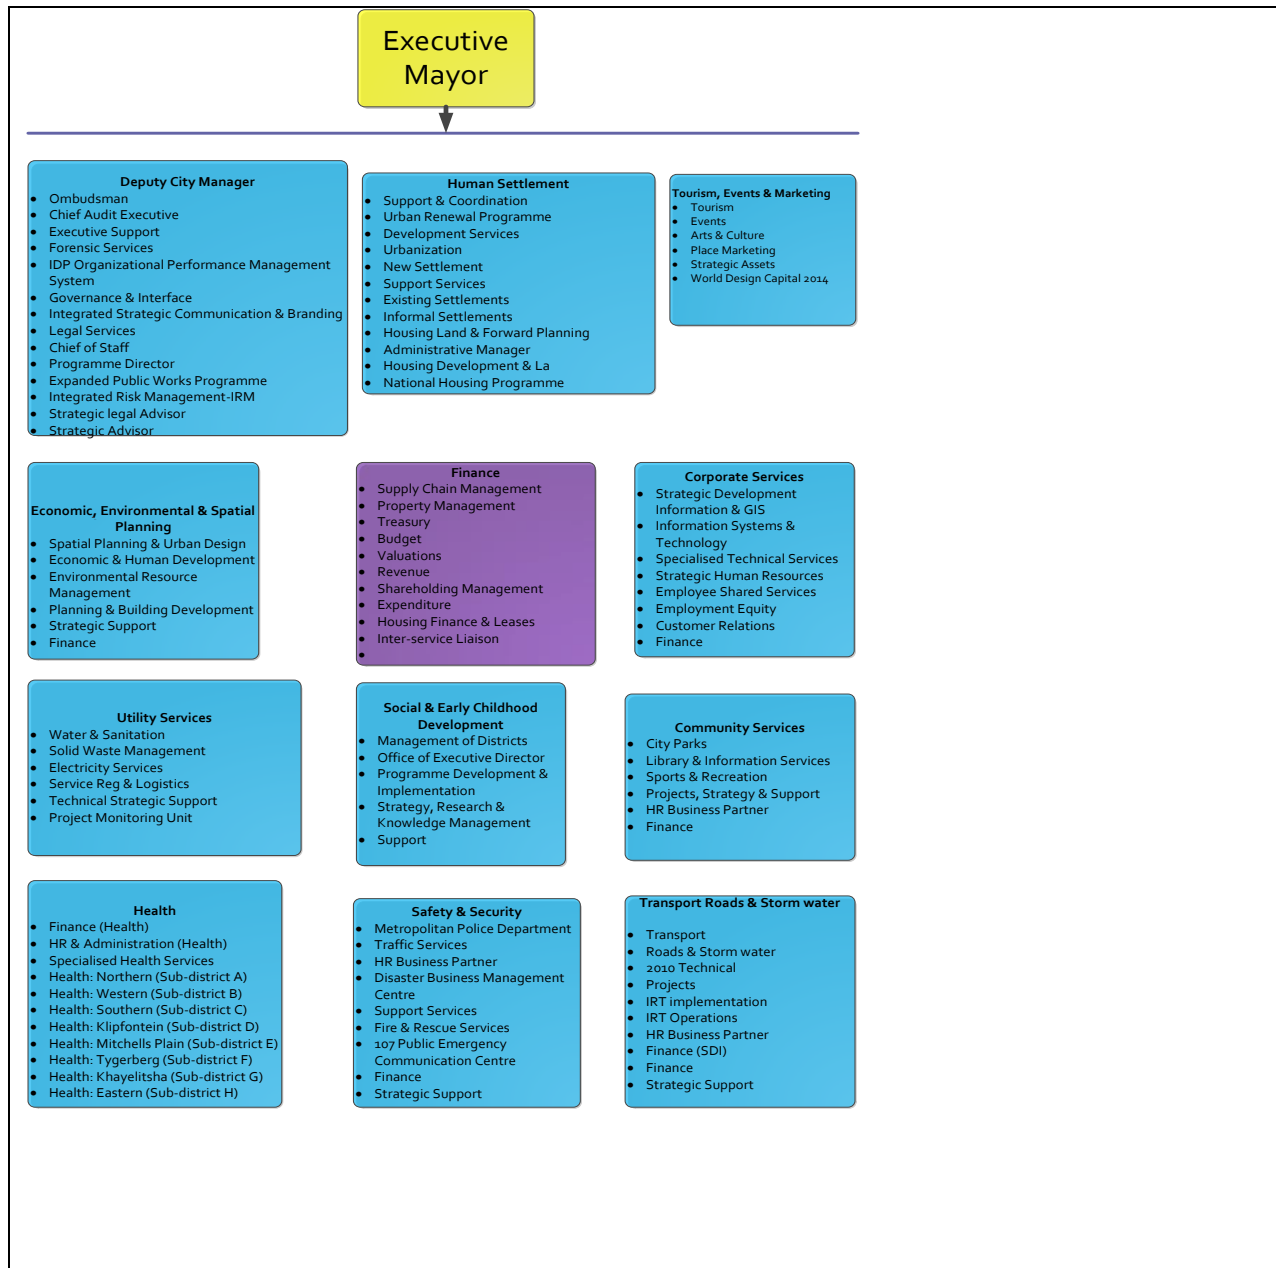 Executive
Mayor
Deputy City Manager
• Ombudsman
• Chief Audit Executive
• Executive Support
• Forensic Services
• IDP Organizational Performance Management
System
• Governance & Interface
• Integrated Strategic Communication & Branding
• Legal Services
• Chief of Staff
• Programme Director
• Expanded Public Works Programme
• Integrated Risk Management-IRM
• Strategic legal Advisor
• Strategic Advisor
Human Settlement
• Support & Coordination
• Urban Renewal Programme
• Development Services
• Urbanization
• New Settlement
• Support Services
• Existing Settlements
• Informal Settlements
• Housing Land & Forward Planning
• Administrative Manager
• Housing Development & La
• National Housing Programme
Tourism, Events & Marketing
• Tourism
• Events
• Arts & Culture
• Place Marketing
• Strategic Assets
• World Design Capital 2014
Economic, Environmental & Spatial
Planning
• Spatial Planning & Urban Design
• Economic & Human Development
• Environmental Resource
Management
• Planning & Building Development
• Strategic Support
• Finance
Finance
• Supply Chain Management
• Property Management
• Treasury
• Budget
• Valuations
• Revenue
• Shareholding Management
• Expenditure
• Housing Finance & Leases
• Inter-service Liaison
•
Corporate Services
• Strategic Development
Information & GIS
• Information Systems &
Technology
• Specialised Technical Services
• Strategic Human Resources
• Employee Shared Services
• Employment Equity
• Customer Relations
• Finance
Utility Services
• Water & Sanitation
• Solid Waste Management
• Electricity Services
• Service Reg & Logistics
• Technical Strategic Support
• Project Monitoring Unit
Social & Early Childhood
Development
• Management of Districts
• Office of Executive Director
• Programme Development &
Implementation
• Strategy, Research &
Knowledge Management
• Support
Community Services
• City Parks
• Library & Information Services
• Sports & Recreation
• Projects, Strategy & Support
• HR Business Partner
• Finance
Health
• Finance (Health)
• HR & Administration (Health)
• Specialised Health Services
• Health: Northern (Sub-district A)
• Health: Western (Sub-district B)
• Health: Southern (Sub-district C)
• Health: Klipfontein (Sub-district D)
• Health: Mitchells Plain (Sub-district E)
• Health: Tygerberg (Sub-district F)
• Health: Khayelitsha (Sub-district G)
• Health: Eastern (Sub-district H)
Safety & Security
• Metropolitan Police Department
• Traffic Services
• HR Business Partner
• Disaster Business Management
Centre
• Support Services
• Fire & Rescue Services
• 107 Public Emergency
Communication Centre
• Finance
• Strategic Support
Transport Roads & Storm water
• Transport
• Roads & Storm water
• 2010 Technical
• Projects
• IRT implementation
• IRT Operations
• HR Business Partner
• Finance (SDI)
• Finance
• Strategic Support